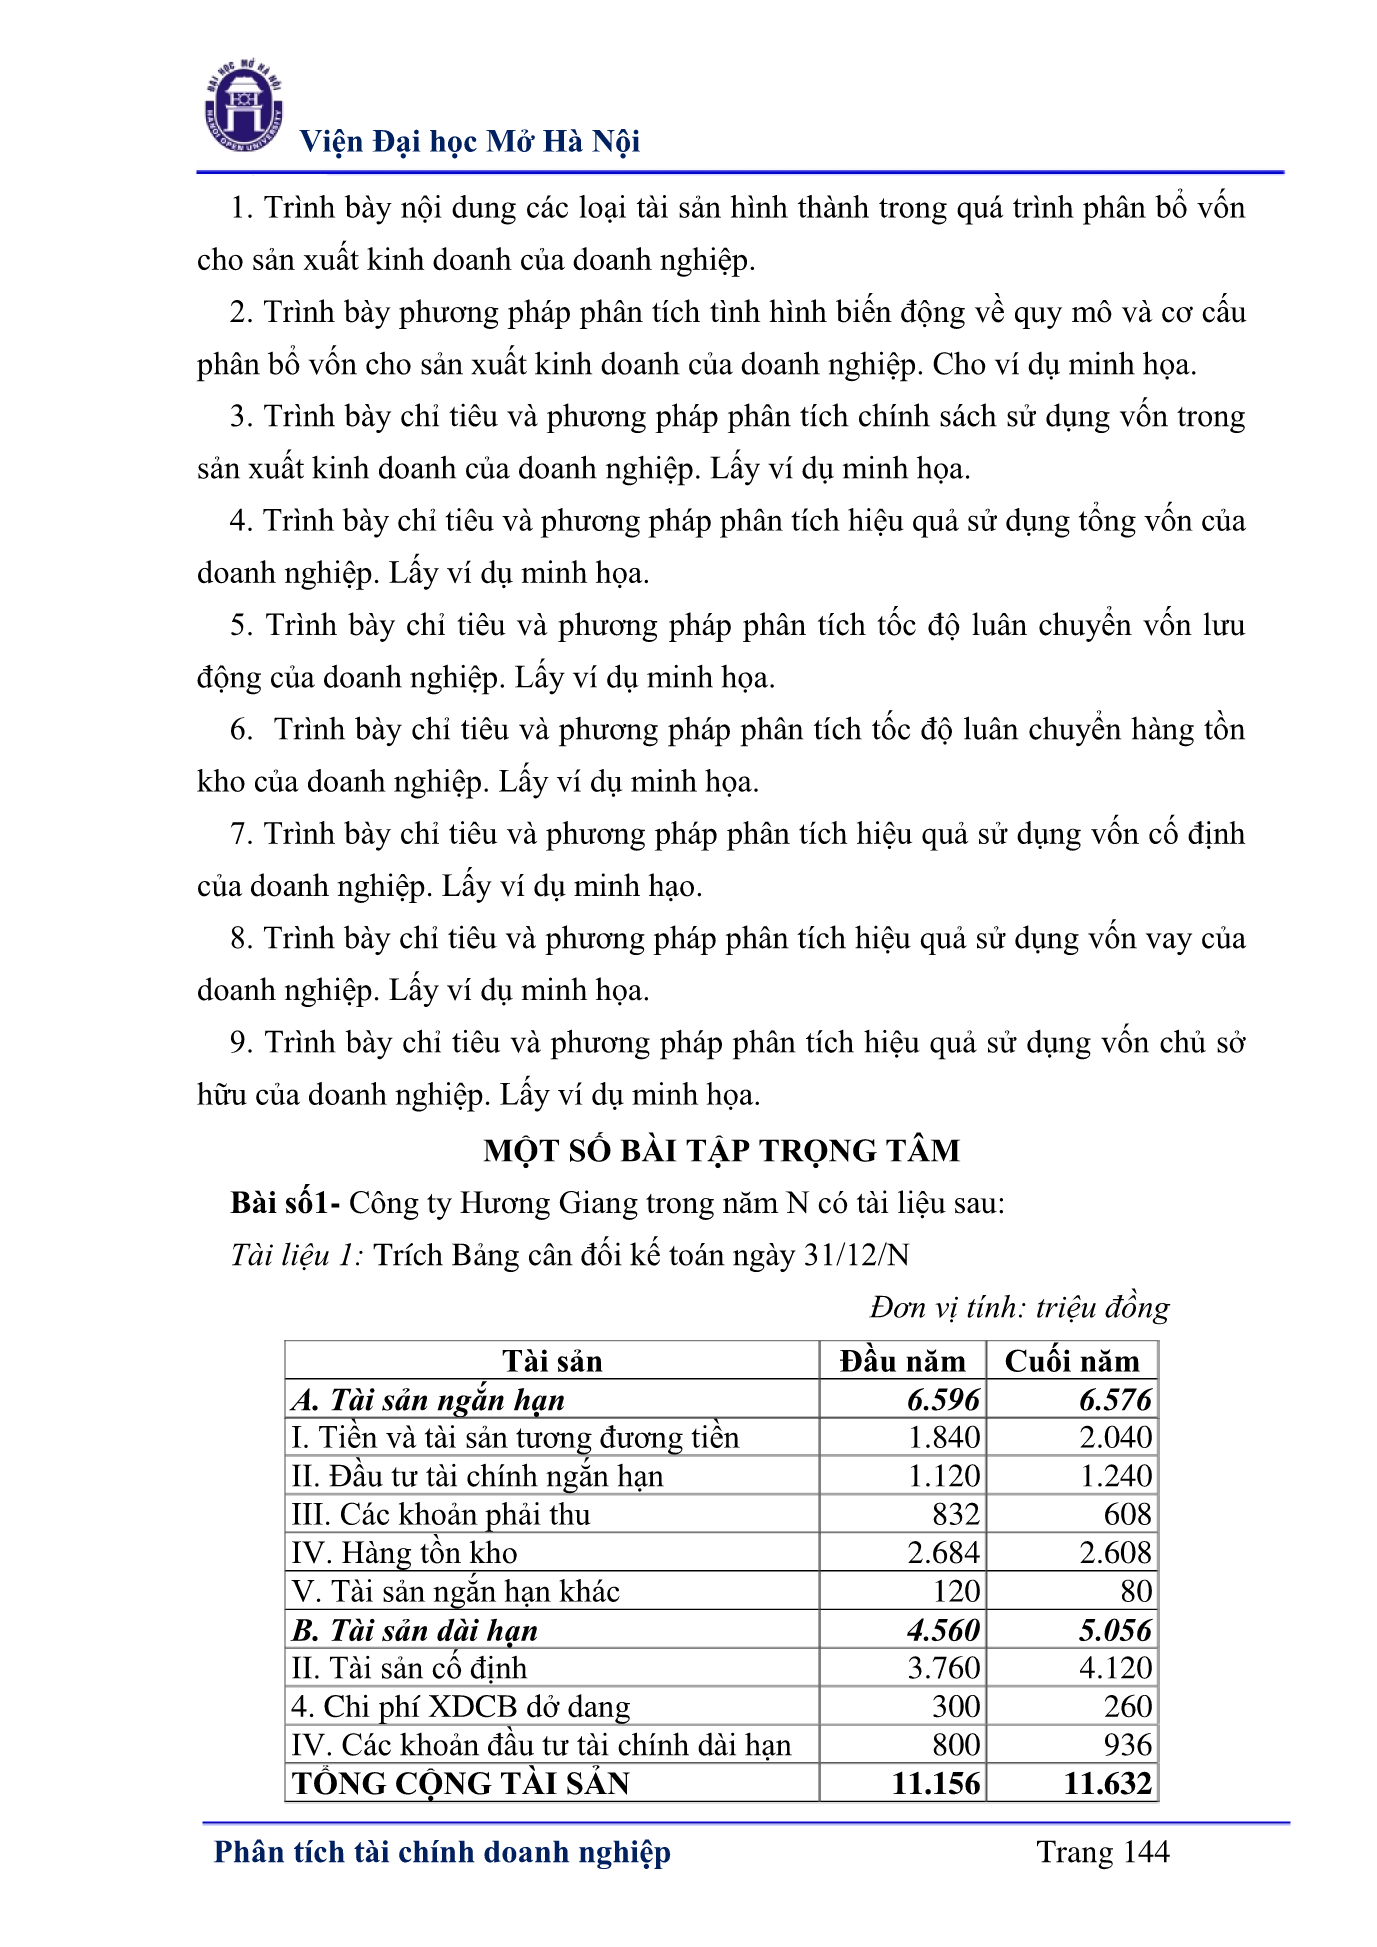 ĐẠI HỌC MỞ HÀ NỘI
HANOI OPEN UNIVERSITY
Viện Đại học Mở Hà Nội
1. Trình bày nội dung các loại tài sản hình thành trong quá trình phân bổ vốn
cho sản xuất kinh doanh của doanh nghiệp.
2. Trình bày phương pháp phân tích tình hình biến động về quy mô và cơ cấu
phân bổ vốn cho sản xuất kinh doanh của doanh nghiệp. Cho ví dụ minh họa.
3. Trình bày chỉ tiêu và phương pháp phân tích chính sách sử dụng vốn trong
sản xuất kinh doanh của doanh nghiệp. Lấy ví dụ minh họa.
4. Trình bày chỉ tiêu và phương pháp phân tích hiệu quả sử dụng tổng vốn của
doanh nghiệp. Lấy ví dụ minh họa.
5. Trình bày chỉ tiêu và phương pháp phân tích tốc độ luân chuyển vốn lưu
động của doanh nghiệp. Lấy ví dụ minh họa.
6. Trình bày chỉ tiêu và phương pháp phân tích tốc độ luân chuyển hàng tồn
kho của doanh nghiệp. Lấy ví dụ minh họa.
7. Trình bày chỉ tiêu và phương pháp phân tích hiệu quả sử dụng vốn cố định
của doanh nghiệp. Lấy ví dụ minh hạo.
8. Trình bày chỉ tiêu và phương pháp phân tích hiệu quả sử dụng vốn vay của
doanh nghiệp. Lấy ví dụ minh họa.
9. Trình bày chỉ tiêu và phương pháp phân tích hiệu quả sử dụng vốn chủ sở
hữu của doanh nghiệp. Lấy ví dụ minh họa.
MỘT SỐ BÀI TẬP TRỌNG TÂM
Bài số1- Công ty Hương Giang trong năm N có tài liệu sau:
Tài liệu 1: Trích Bảng cân đối kế toán ngày 31/12/N
Đơn vị tính: triệu đồng
Tài sản Đầu năm Cuối năm
A. Tài sản ngắn hạn 6.596 6.576
I. Tiền và tài sản tương đương tiền 1.840 2.040
II. Đầu tư tài chính ngắn hạn 1.120 1.240
III. Các khoản phải thu 832 608
IV. Hàng tồn kho 2.684 2.608
V. Tài sản ngắn hạn khác 120 80
B. Tài sản dài hạn 4.560 5.056
II. Tài sản cố định 3.760 4.120
4. Chi phí XDCB dở dang 300 260
IV. Các khoản đầu tư tài chính dài hạn 800 936
TỔNG CỘNG TÀI SẢN 11.156 11.632
Phân tích tài chính doanh nghiệp Trang 144